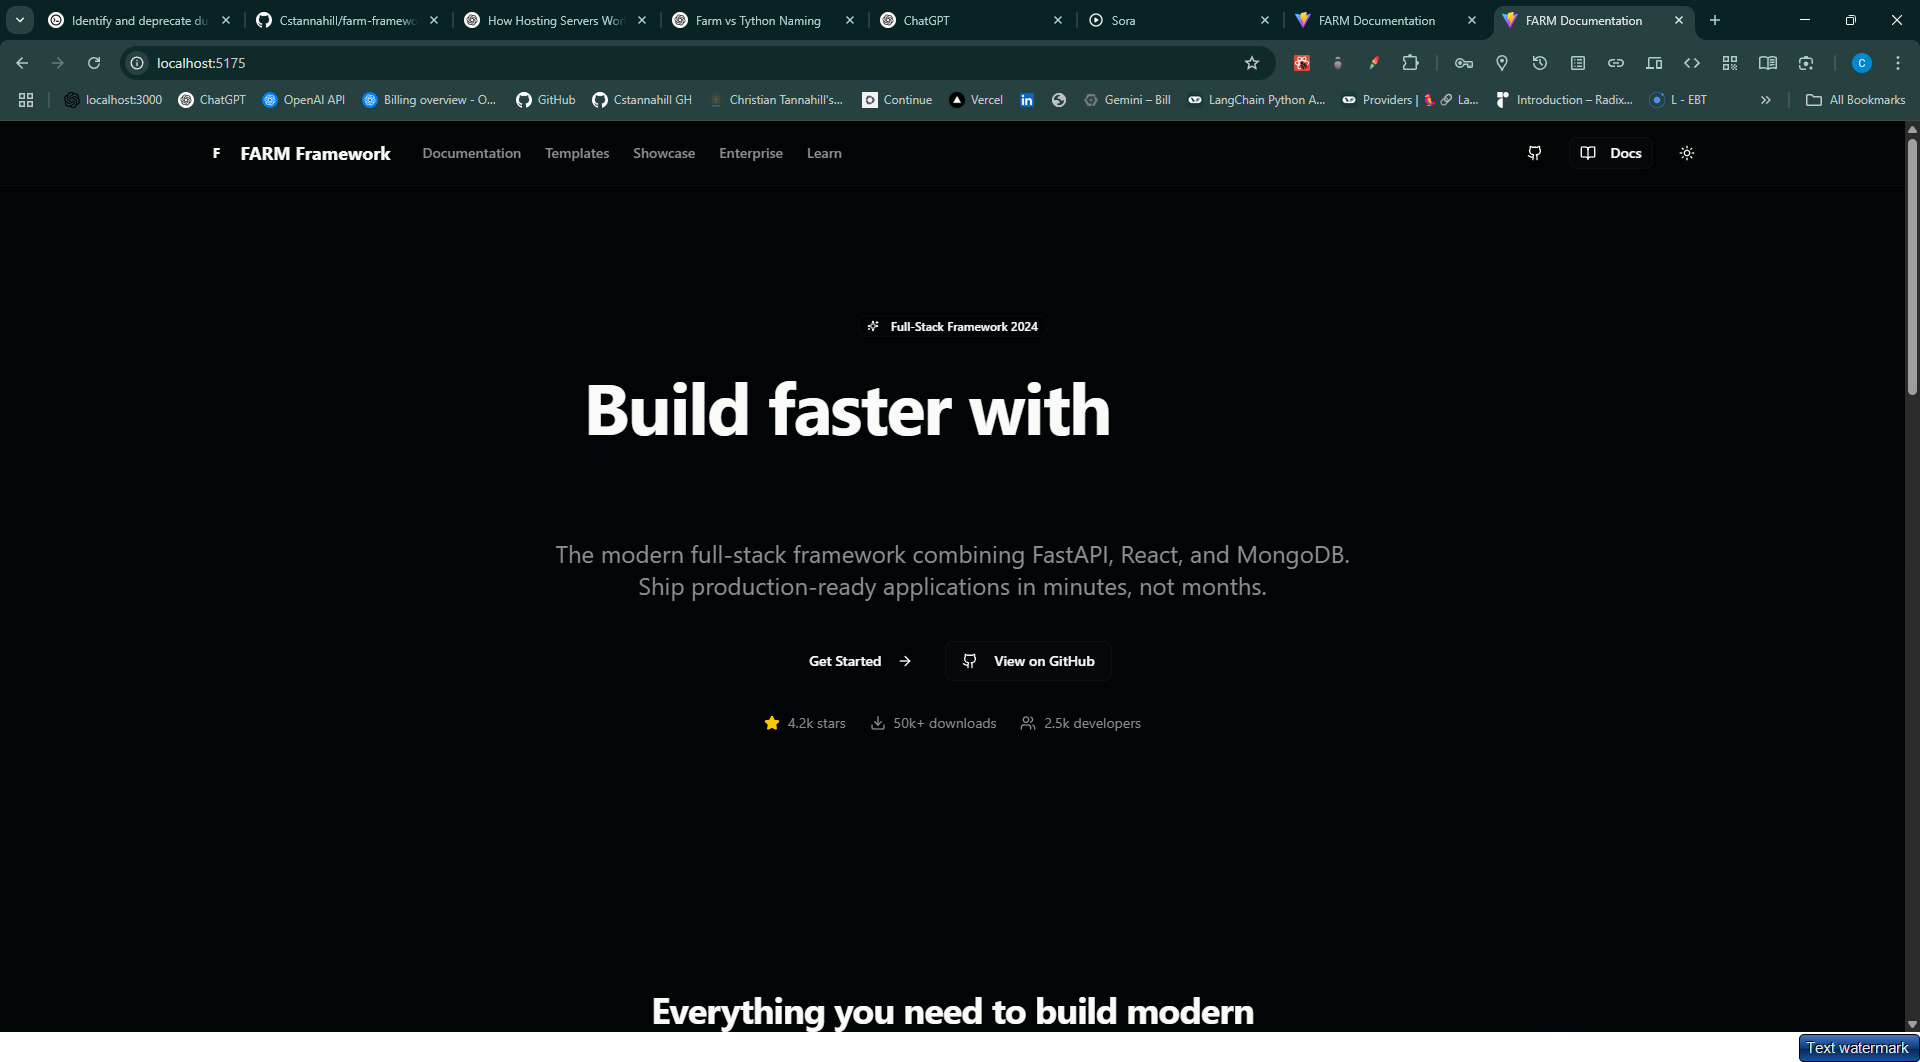 Identify and deprecate du
Cstannahill/farm-framewo
How Hosting Servers Wor
Farm vs Tython Naming
ChatGPT
Sora
FARM Documentation
FARM Documentation
localhost:5175
C
localhost:3000
ChatGPT
OpenAI API
Billing overview - O...
GitHub
Cstannahill GH
Christian Tannahill's...
Continue
Vercel
in
Gemini – Bill
LangChain Python A...
Providers | 🦜🔗 La...
Introduction – Radix...
L - EBT
All Bookmarks
F FARM Framework
Documentation
Templates
Showcase
Enterprise
Learn
Docs
Full-Stack Framework 2024
Build faster with
The modern full-stack framework combining FastAPI, React, and MongoDB.
Ship production-ready applications in minutes, not months.
Get Started
View on GitHub
4.2k stars
50k+ downloads
2.5k developers
Everything you need to build modern
Text watermark